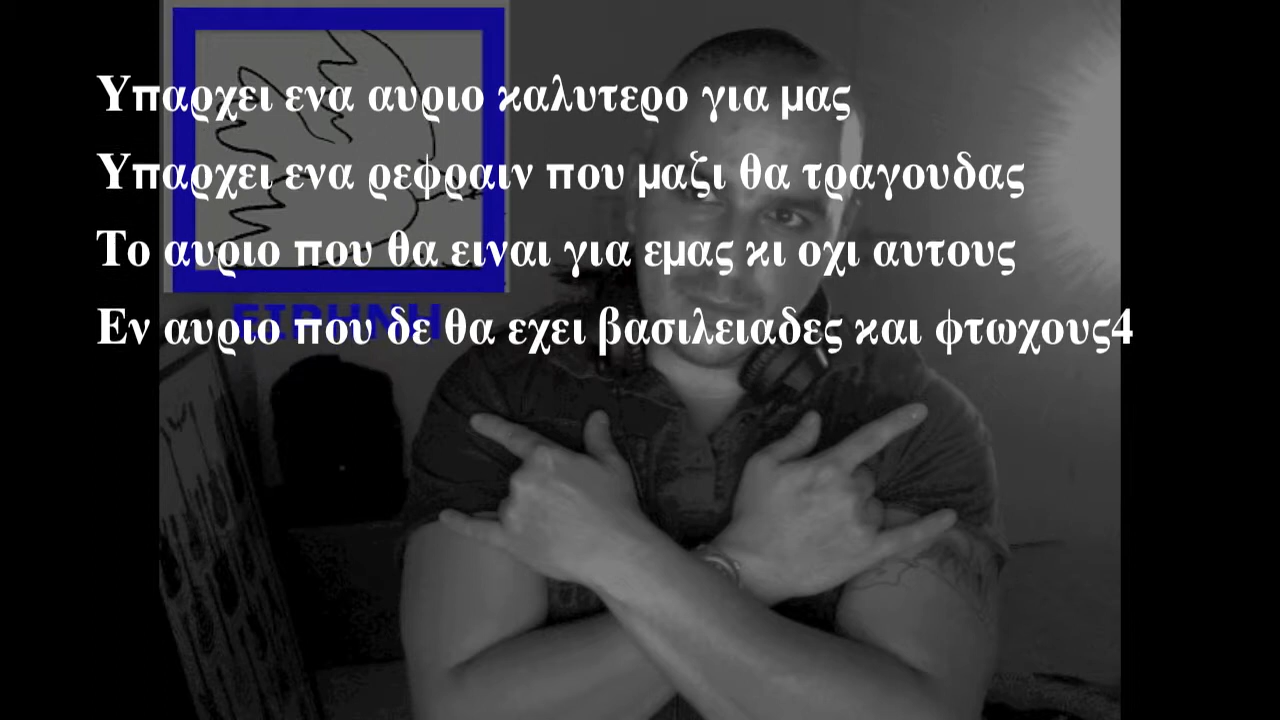 Υπαρχει ενα αυριο καλυτερο για μας
Υπαρχει ενα ρεφραιν που μαζι θα τραγουδας
Το αυριο που θα ειναι για εμας κι οχι αυτους
Εν αυριο που δε θα εχει βασιλειαδες και φτωχους4
ΕΙΡΗΝΗ